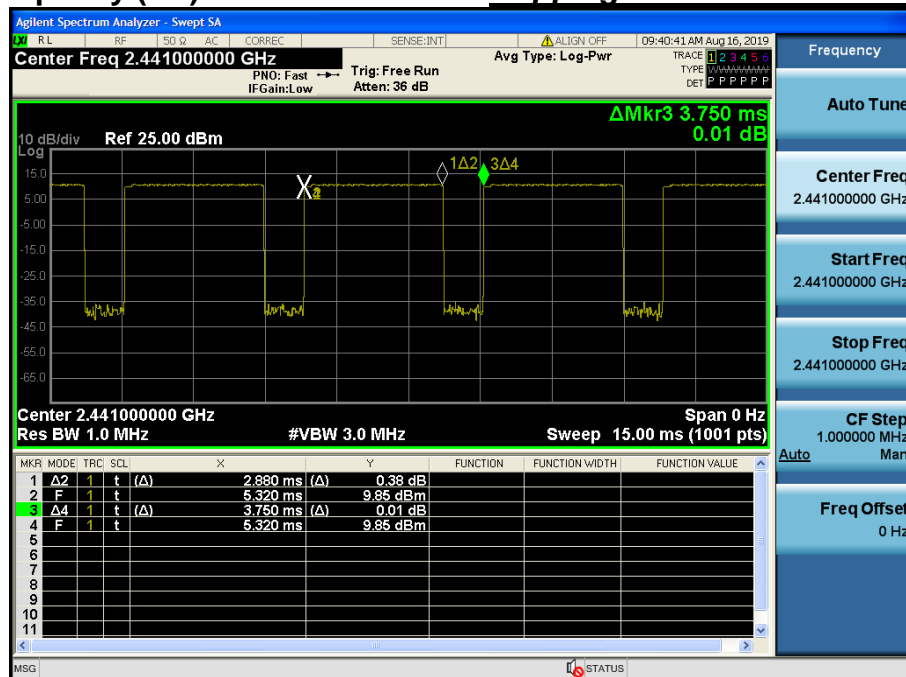 Agilent Spectrum Analyzer - Swept SA
LXI RL RF 50 Ω AC CORREC SENSE:INT ALIGN OFF 09:40:41 AM Aug 16, 2019
Center Freq 2.441000000 GHz
PNO: Fast
IFGain:Low
Trig: Free Run
Atten: 36 dB
Avg Type: Log-Pwr
TRACE 1 2 3 4 5 6
TYPE
DET P P P P P P
ΔMkr3 3.750 ms
0.01 dB
10 dB/div Ref 25.00 dBm
Log
15.0
5.00
-5.00
-15.0
-25.0
-35.0
-45.0
-55.0
-65.0
X
1Δ2 3Δ4
Center 2.441000000 GHz Span 0 Hz
Res BW 1.0 MHz #VBW 3.0 MHz Sweep 15.00 ms (1001 pts)
MKR MODE TRC SCL X Y FUNCTION FUNCTION WIDTH FUNCTION VALUE
1 Δ2 1 t (Δ) 2.880 ms (Δ) 0.38 dB
2 F 1 t 5.320 ms 9.85 dBm
3 Δ4 1 t (Δ) 3.750 ms (Δ) 0.01 dB
4 F 1 t 5.320 ms 9.85 dBm
5
6
7
8
9
10
11
MSG STATUS
Frequency
Auto Tune
Center Freq
2.441000000 GHz
Start Freq
2.441000000 GHz
Stop Freq
2.441000000 GHz
CF Step
1.000000 MHz
Auto Man
Freq Offset
0 Hz